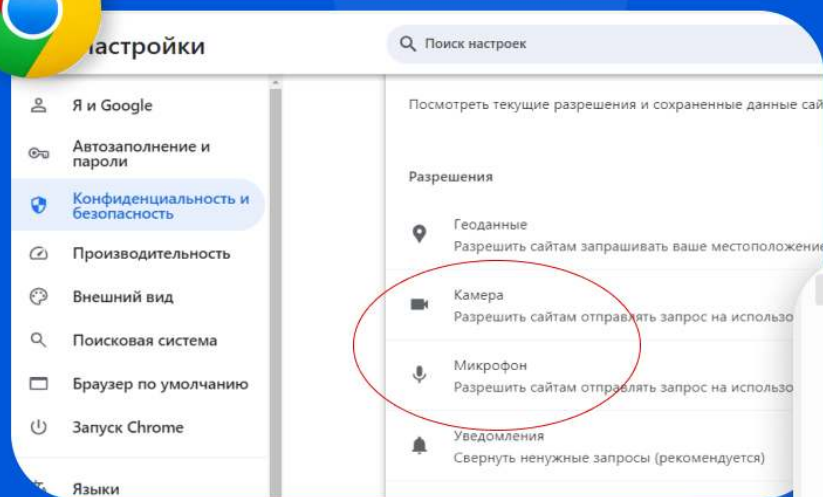 астройки
Поиск настроек
Я и Google
Автозаполнение и
пароли
Конфиденциальность и
безопасность
Производительность
Внешний вид
Поисковая система
Браузер по умолчанию
Запуск Chrome
Языки
Посмотреть текущие разрешения и сохраненные данные сай
Разрешения
Геоданные
Разрешить сайтам запрашивать ваше местоположение
Камера
Разрешить сайтам отправлять запрос на использо
Микрофон
Разрешить сайтам отправлять запрос на использо
Уведомления
Свернуть ненужные запросы (рекомендуется)